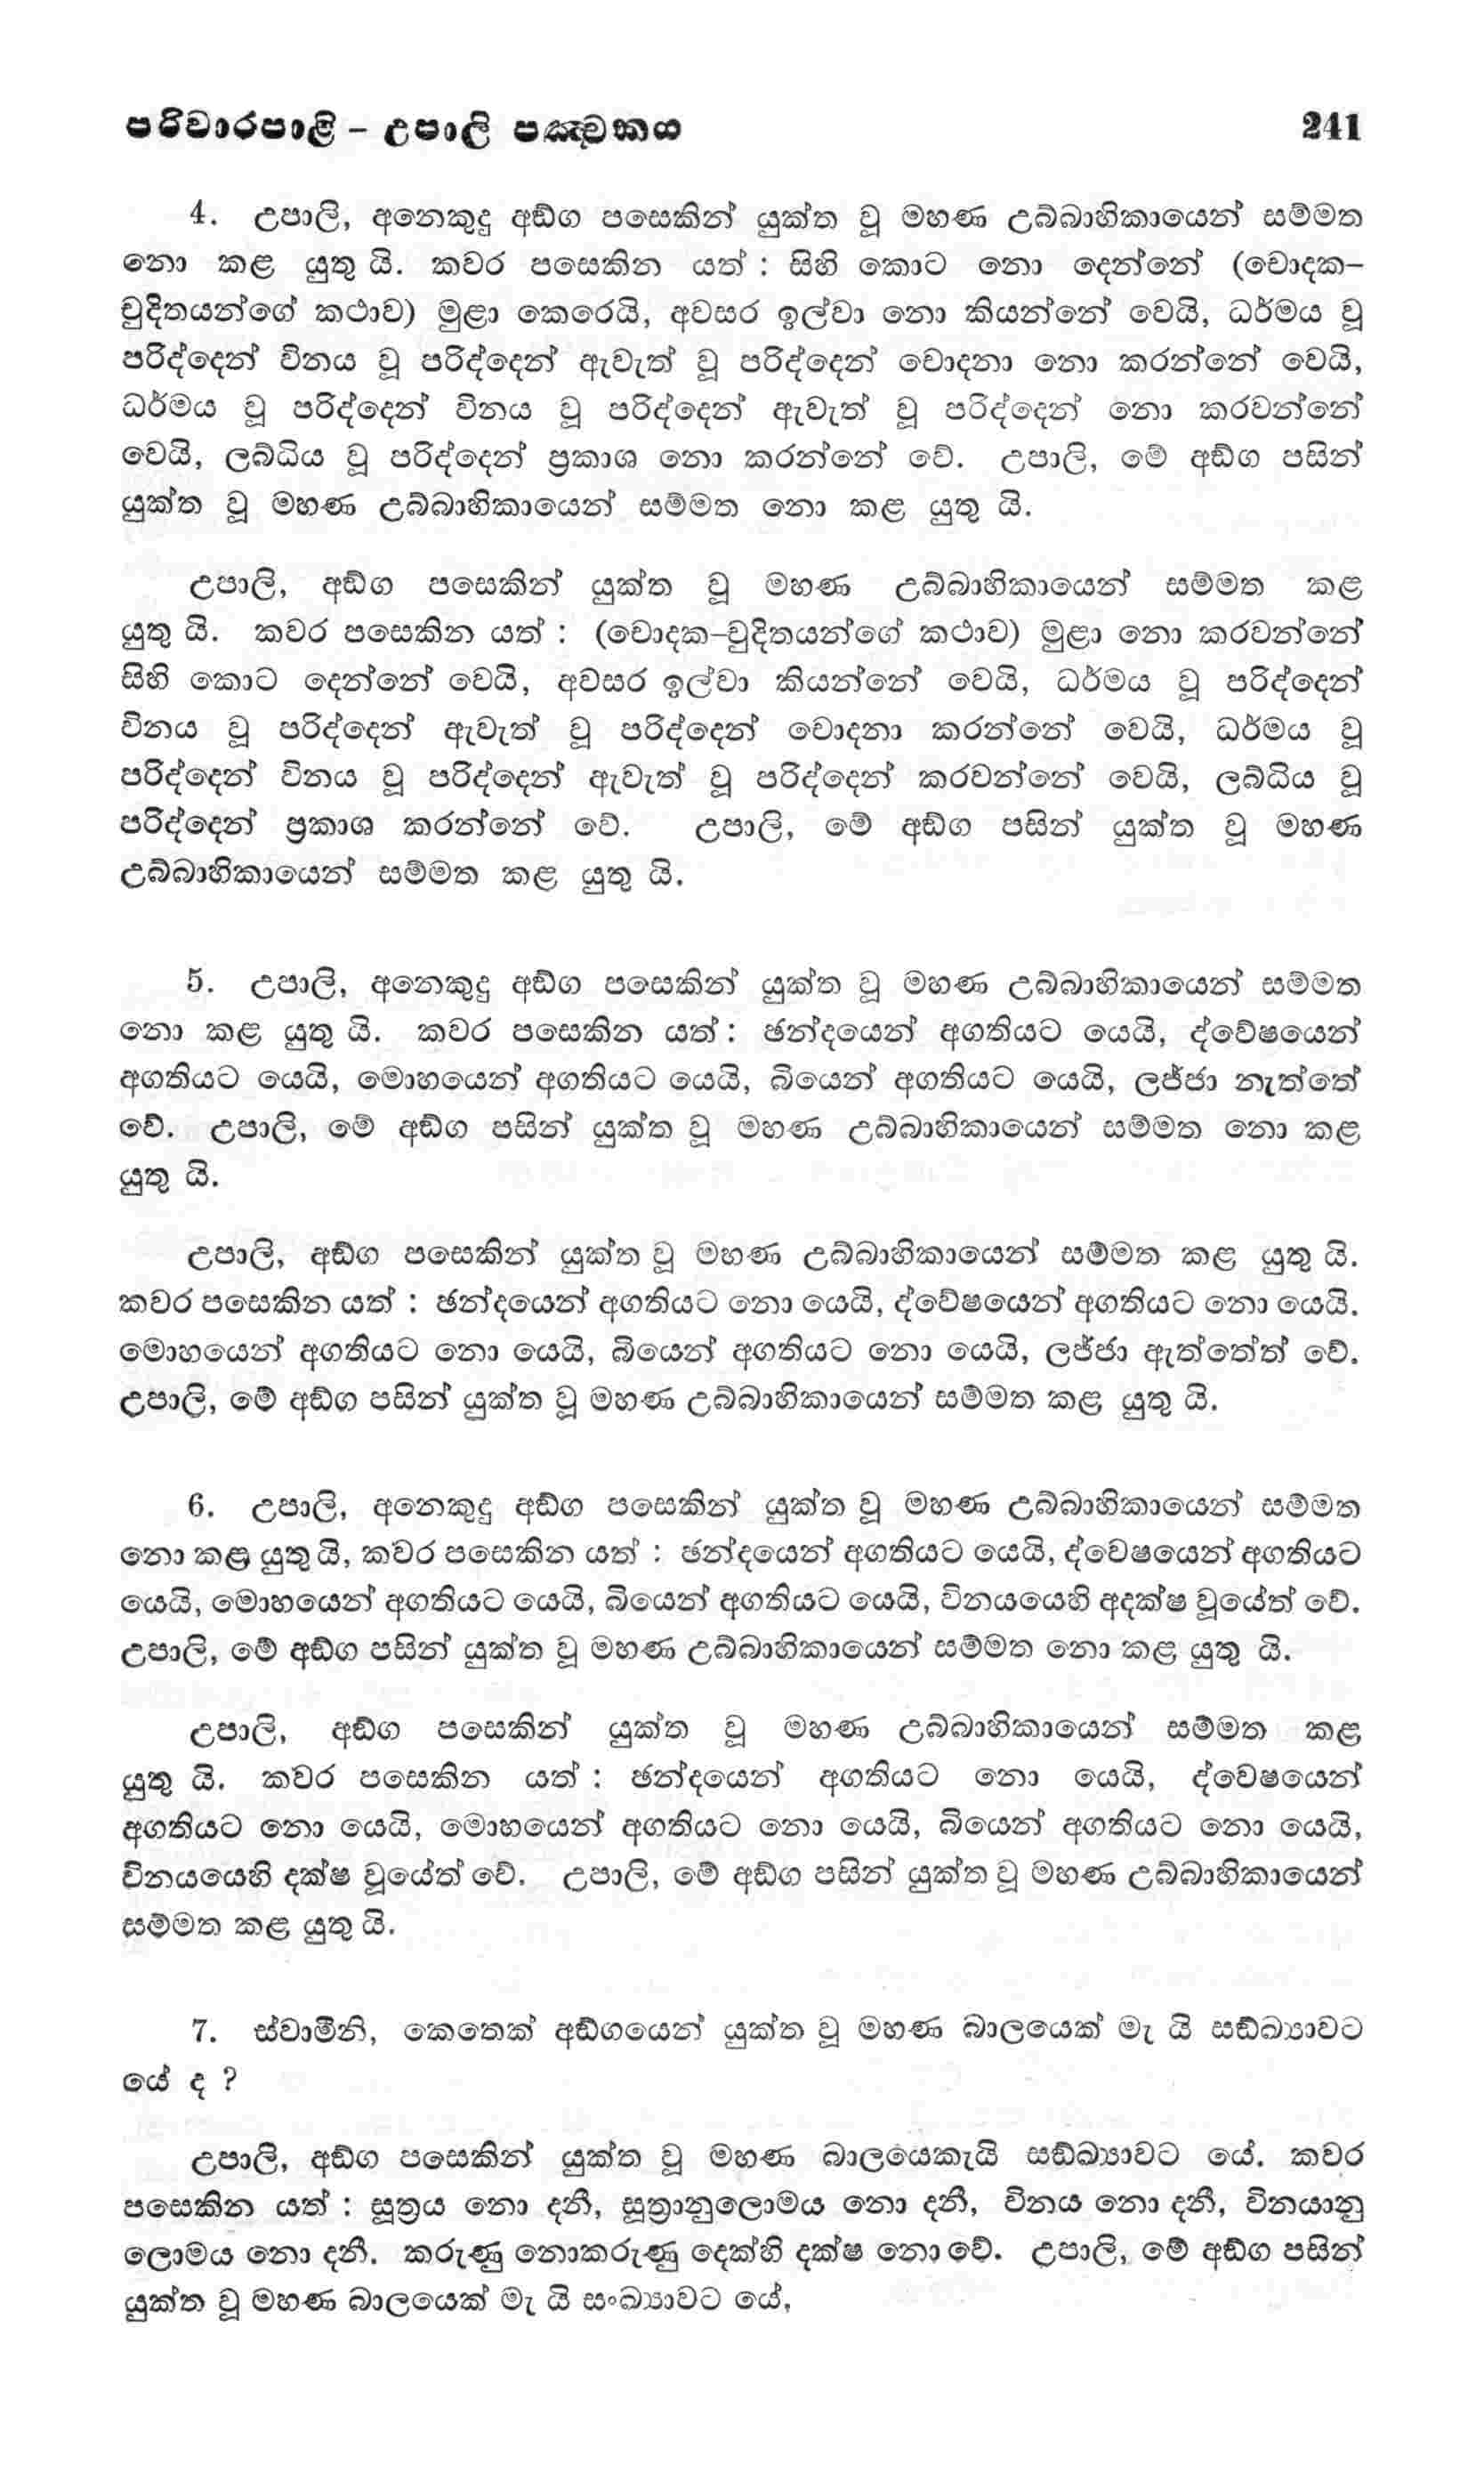 පරිවාරපාළි – උපාලි පඤ්චකය 241
4. උපාලි, අනෙකුදු අඞ්ග පසෙකින් යුක්ත වූ මහණ උබ්බාහිකායෙන් සම්මත
නො කළ යුතු යි. කවර පසෙකින යත් : සිහි කොට නො දෙන්නේ (චොදක–
චුදිතයන්ගේ කථාව) මුළා කෙරෙයි, අවසර ඉල්වා නො කියන්නේ වෙයි, ධර්මය වූ
පරිද්දෙන් විනය වූ පරිද්දෙන් ඇවැත් වූ පරිද්දෙන් චොදනා නො කරන්නේ වෙයි,
ධර්මය වූ පරිද්දෙන් විනය වූ පරිද්දෙන් ඇවැත් වූ පරිද්දෙන් නො කරවන්නේ
වෙයි, ලබ්ධිය වූ පරිද්දෙන් ප්‍රකාශ නො කරන්නේ වේ. උපාලි, මේ අඞ්ග පසින්
යුක්ත වූ මහණ උබ්බාහිකායෙන් සම්මත නො කළ යුතු යි.
උපාලි, අඞ්ග පසෙකින් යුක්ත වූ මහණ උබ්බාහිකායෙන් සම්මත කළ
යුතු යි. කවර පසෙකින යත් : (චොදක–චුදිතයන්ගේ කථාව) මුළා නො කරවන්නේ
සිහි කොට දෙන්නේ වෙයි, අවසර ඉල්වා කියන්නේ වෙයි, ධර්මය වූ පරිද්දෙන්
විනය වූ පරිද්දෙන් ඇවැත් වූ පරිද්දෙන් චොදනා කරන්නේ වෙයි, ධර්මය වූ
පරිද්දෙන් විනය වූ පරිද්දෙන් ඇවැත් වූ පරිද්දෙන් කරවන්නේ වෙයි, ලබ්ධිය වූ
පරිද්දෙන් ප්‍රකාශ කරන්නේ වේ. උපාලි, මේ අඞ්ග පසින් යුක්ත වූ මහණ
උබ්බාහිකායෙන් සම්මත කළ යුතු යි.
5. උපාලි, අනෙකුදු අඞ්ග පසෙකින් යුක්ත වූ මහණ උබ්බාහිකායෙන් සම්මත
නො කළ යුතු යි. කවර පසෙකින යත් : ඡන්දයෙන් අගතියට යෙයි, ද්වේෂයෙන්
අගතියට යෙයි, මොහයෙන් අගතියට යෙයි, බියෙන් අගතියට යෙයි, ලජ්ජා නැත්තේ
වේ. උපාලි, මේ අඞ්ග පසින් යුක්ත වූ මහණ උබ්බාහිකායෙන් සම්මත නො කළ
යුතු යි.
උපාලි, අඞ්ග පසෙකින් යුක්ත වූ මහණ උබ්බාහිකායෙන් සම්මත කළ යුතු යි.
කවර පසෙකින යත් : ඡන්දයෙන් අගතියට නො යෙයි, ද්වේෂයෙන් අගතියට නො යෙයි.
මොහයෙන් අගතියට නො යෙයි, බියෙන් අගතියට නො යෙයි, ලජ්ජා ඇත්තේත් වේ.
උපාලි, මේ අඞ්ග පසින් යුක්ත වූ මහණ උබ්බාහිකායෙන් සම්මත කළ යුතු යි.
6. උපාලි, අනෙකුදු අඞ්ග පසෙකින් යුක්ත වූ මහණ උබ්බාහිකායෙන් සම්මත
නො කළ යුතු යි, කවර පසෙකින යත් : ඡන්දයෙන් අගතියට යෙයි, ද්වෙෂයෙන් අගතියට
යෙයි, මොහයෙන් අගතියට යෙයි, බියෙන් අගතියට යෙයි, විනයයෙහි අදක්ෂ වූයේත් වේ.
උපාලි, මේ අඞ්ග පසින් යුක්ත වූ මහණ උබ්බාහිකායෙන් සම්මත නො කළ යුතු යි.
උපාලි, අඞ්ග පසෙකින් යුක්ත වූ මහණ උබ්බාහිකායෙන් සම්මත කළ
යුතු යි. කවර පසෙකින යත් : ඡන්දයෙන් අගතියට නො යෙයි, ද්වෙෂයෙන්
අගතියට නො යෙයි, මොහයෙන් අගතියට නො යෙයි, බියෙන් අගතියට නො යෙයි,
විනයයෙහි දක්ෂ වූයේත් වේ. උපාලි, මේ අඞ්ග පසින් යුක්ත වූ මහණ උබ්බාහිකායෙන්
සම්මත කළ යුතු යි.
7. ස්වාමීනි, කෙතෙක් අඞ්ගයෙන් යුක්ත වූ මහණ බාලයෙක් මැ යි සඞ්ඛ්‍යාවට
යේ ද ?
උපාලි, අඞ්ග පසෙකින් යුක්ත වූ මහණ බාලයෙකැයි සඞ්ඛ්‍යාවට යේ. කවර
පසෙකින යත් : සූත්‍රය නො දනී, සූත්‍රානුලොමය නො දනී, විනය නො දනී, විනයානු
ලොමය නො දනී. කරුණු නොකරුණු දෙක්හි දක්ෂ නො වේ. උපාලි, මේ අඞ්ග පසින්
යුක්ත වූ මහණ බාලයෙක් මැ යි සංඛ්‍යාවට යේ,